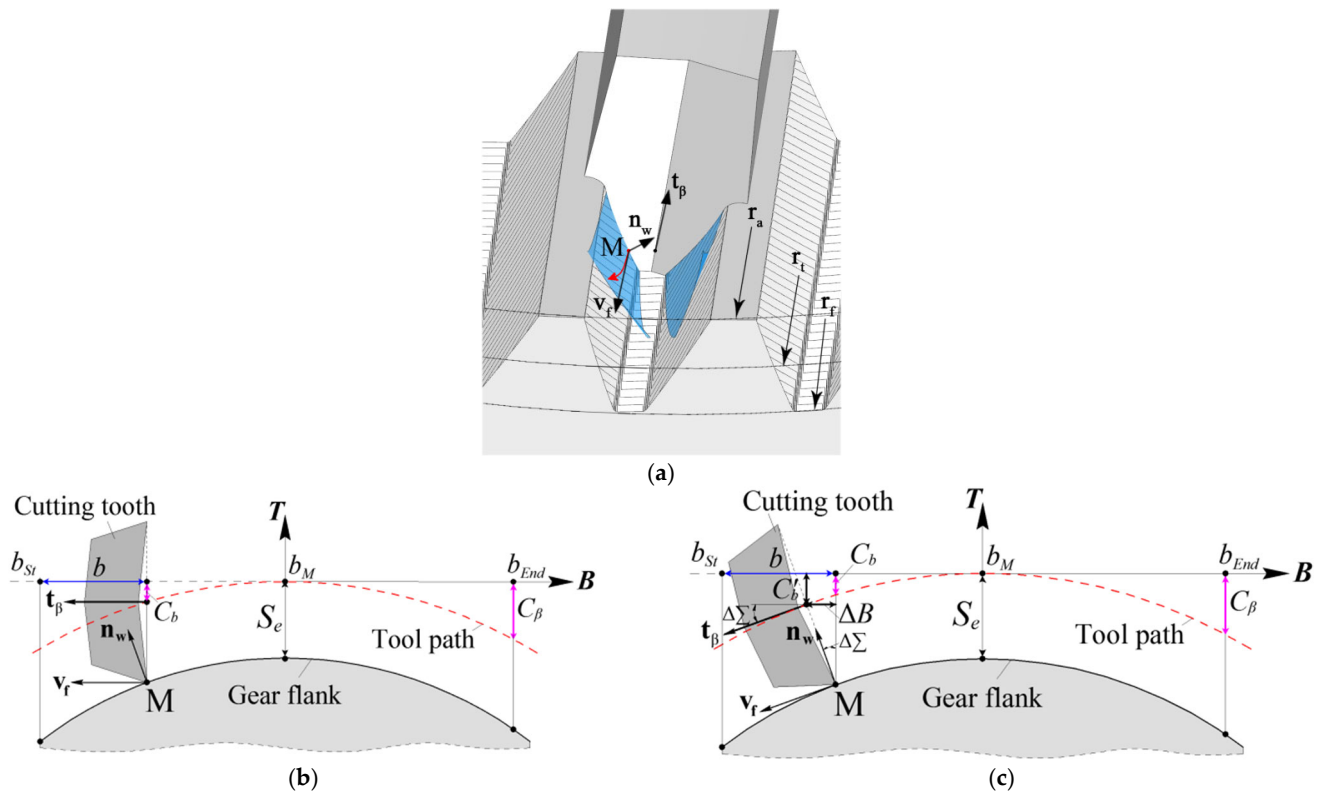 t_β
n_w
r_a
M
r_t
v_f
r_f
(a)
Cutting tooth
T
b_St
b
b_M
b_End
B
t_β
C_b
C_β
n_w
S_e
Tool path
v_f
M
Gear flank
(b)
Cutting tooth
T
b_St
b
C_b
b_M
b_End
B
C'_b
ΔΣ
ΔB
C_β
t_β
n_w
ΔΣ
S_e
Tool path
v_f
M
Gear flank
(c)